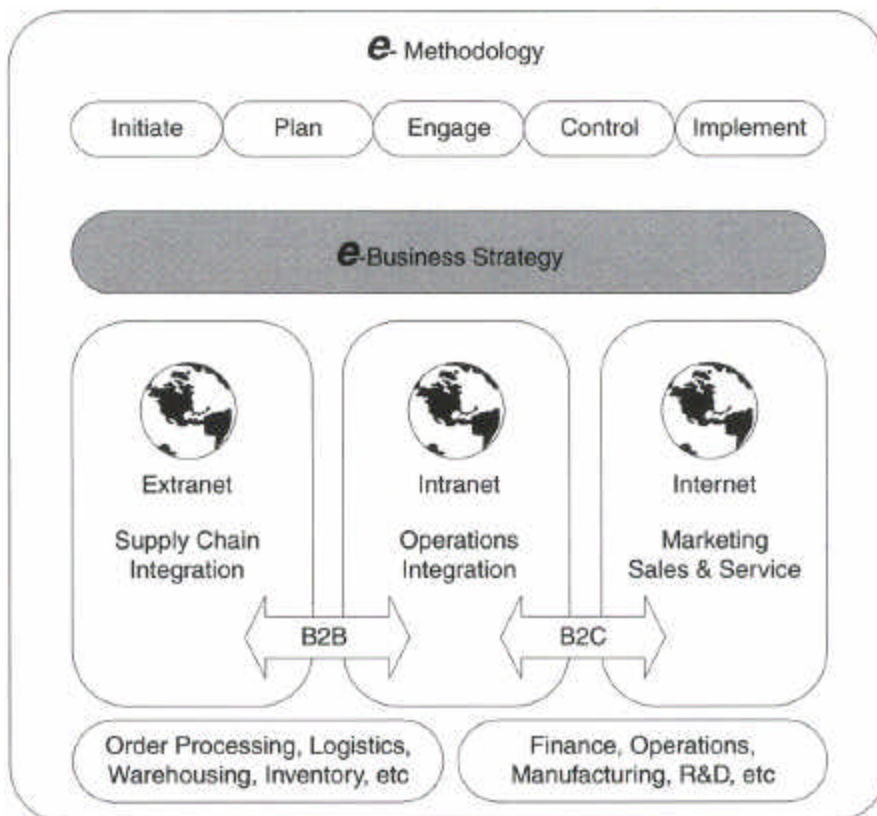 e- Methodology
Initiate Plan Engage Control Implement
e-Business Strategy
Extranet
Supply Chain
Integration
Intranet
Operations
Integration
Internet
Marketing
Sales & Service
B2B
B2C
Order Processing, Logistics,
Warehousing, Inventory, etc
Finance, Operations,
Manufacturing, R&D, etc